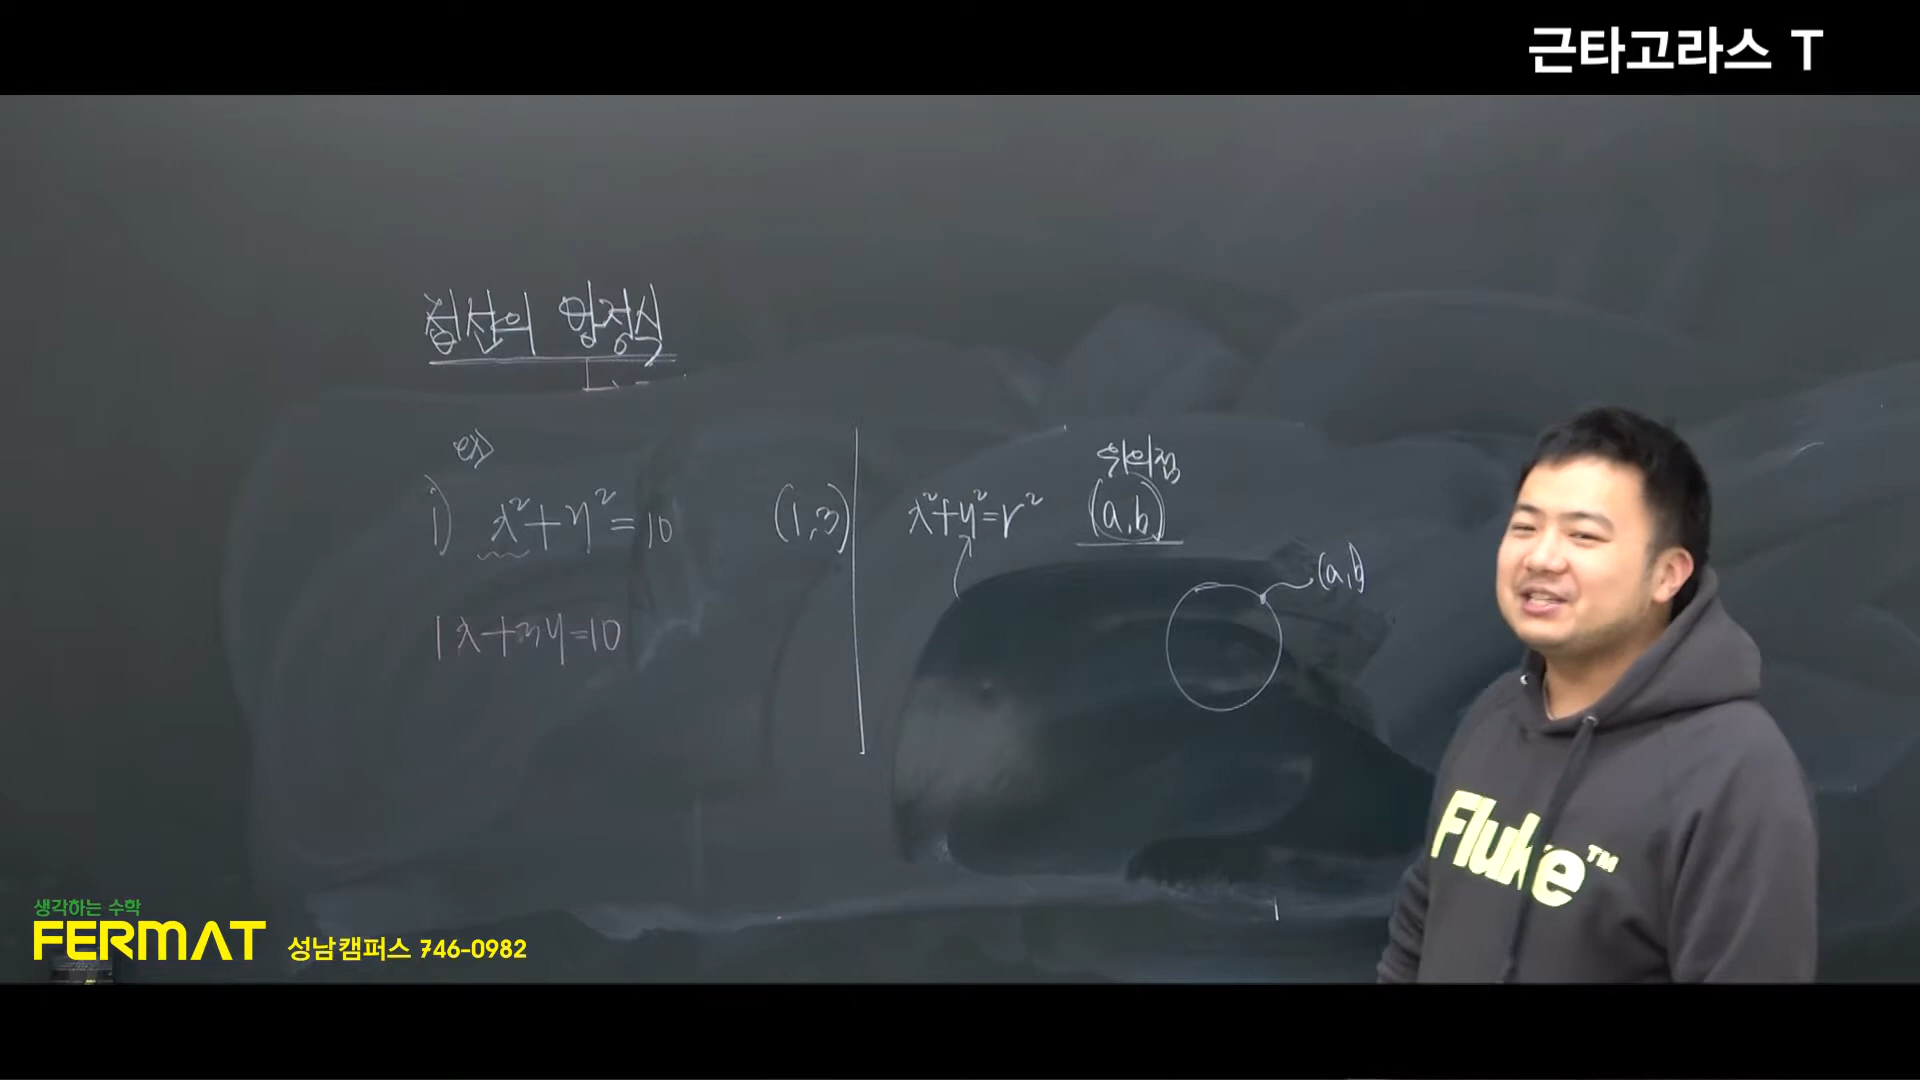 근타고라스 T
접선의 방정식
ex)
i) x²+y²=10 (1,3)
1x+3y=10
위의점
x²+y²=r² (a,b)
(a,b)
Fluke™
생각하는 수학
FERMAT 성남캠퍼스 746-0982